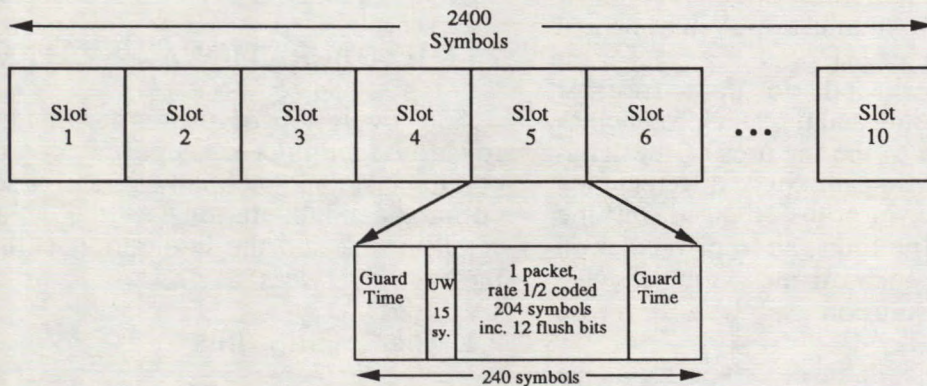 2400
Symbols
Slot
1
Slot
2
Slot
3
Slot
4
Slot
5
Slot
6
•••
Slot
10
Guard
Time
UW
15
sy.
1 packet,
rate 1/2 coded
204 symbols
inc. 12 flush bits
Guard
Time
240 symbols